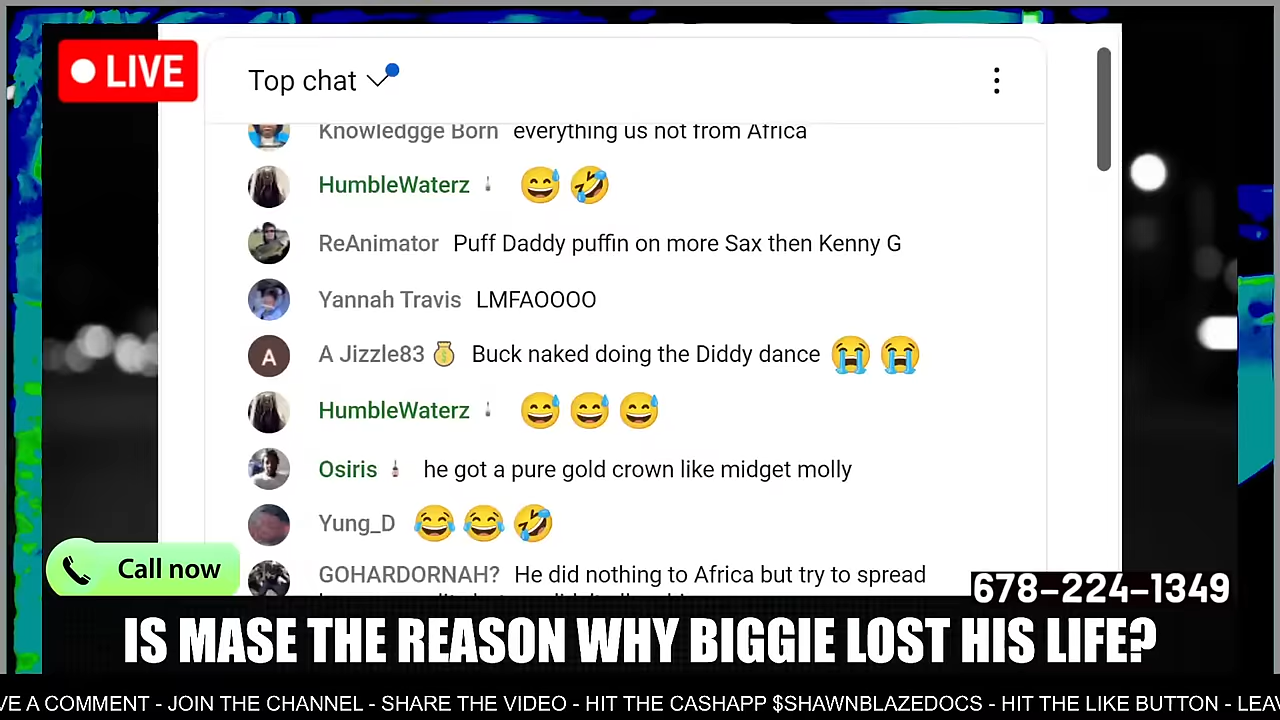 LIVE
Top chat
Knowledgge Born everything us not from Africa
HumbleWaterz
ReAnimator Puff Daddy puffin on more Sax then Kenny G
Yannah Travis LMFAOOOO
A
A Jizzle83 Buck naked doing the Diddy dance
HumbleWaterz
Osiris he got a pure gold crown like midget molly
Yung_D
GOHARDORNAH? He did nothing to Africa but try to spread
Call now
678-224-1349
IS MASE THE REASON WHY BIGGIE LOST HIS LIFE?
VE A COMMENT - JOIN THE CHANNEL - SHARE THE VIDEO - HIT THE CASHAPP $SHAWNBLAZEDOCS - HIT THE LIKE BUTTON - LEA